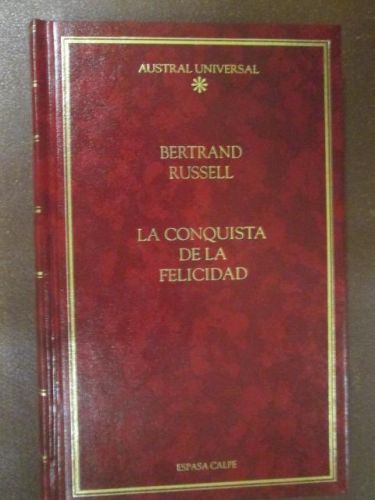 AUSTRAL UNIVERSAL
BERTRAND
RUSSELL
LA CONQUISTA
DE LA
FELICIDAD
ESPASA CALPE